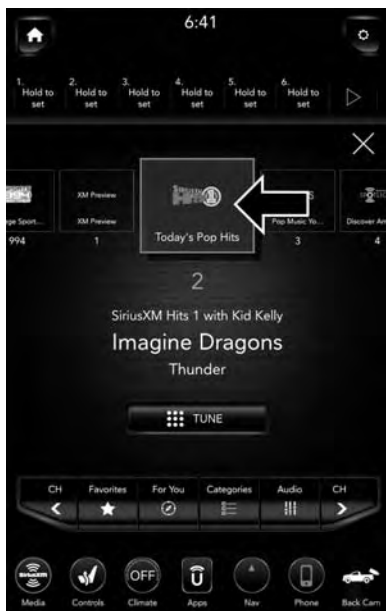 6:41
1. 2. 3. 4. 5. 6.
Hold to set Hold to set Hold to set Hold to set Hold to set Hold to set
XM Preview
XM Preview
Today's Pop Hits
Pop Music Yo...
Discover Am
994 1 3 4
2
SiriusXM Hits 1 with Kid Kelly
Imagine Dragons
Thunder
TUNE
CH Favorites For You Categories Audio CH
SiriusXM OFF
Media Controls Climate Apps Nav Phone Back Cam